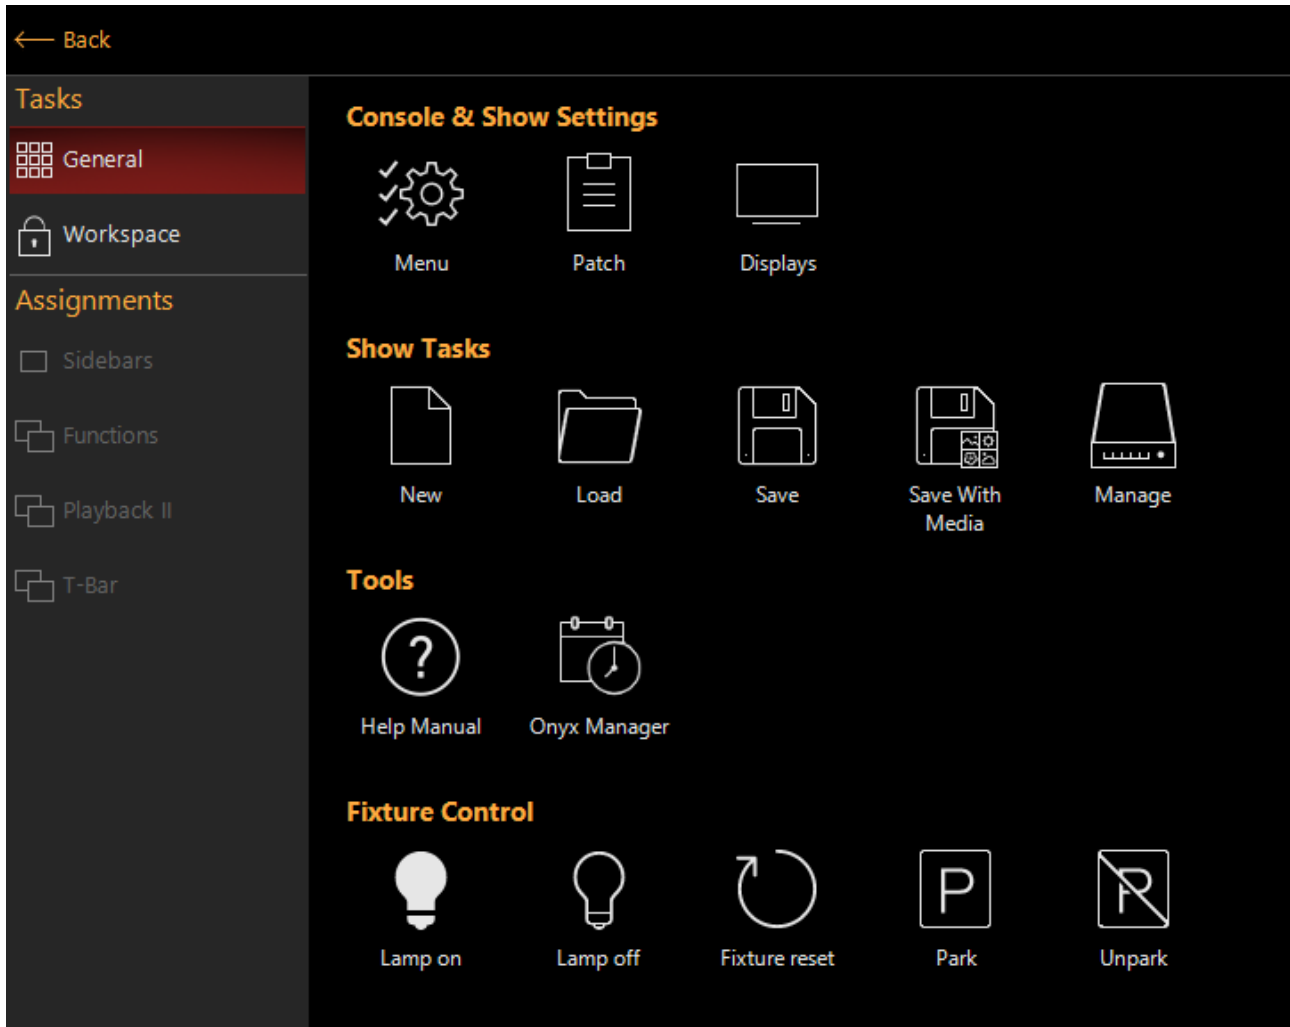 Back
Tasks
General
Workspace
Assignments
Sidebars
Functions
Playback II
T-Bar
Console & Show Settings
Menu
Patch
Displays
Show Tasks
New
Load
Save
Save With
Media
Manage
Tools
?
Help Manual
Onyx Manager
Fixture Control
Lamp on
Lamp off
Fixture reset
P
Park
P
Unpark